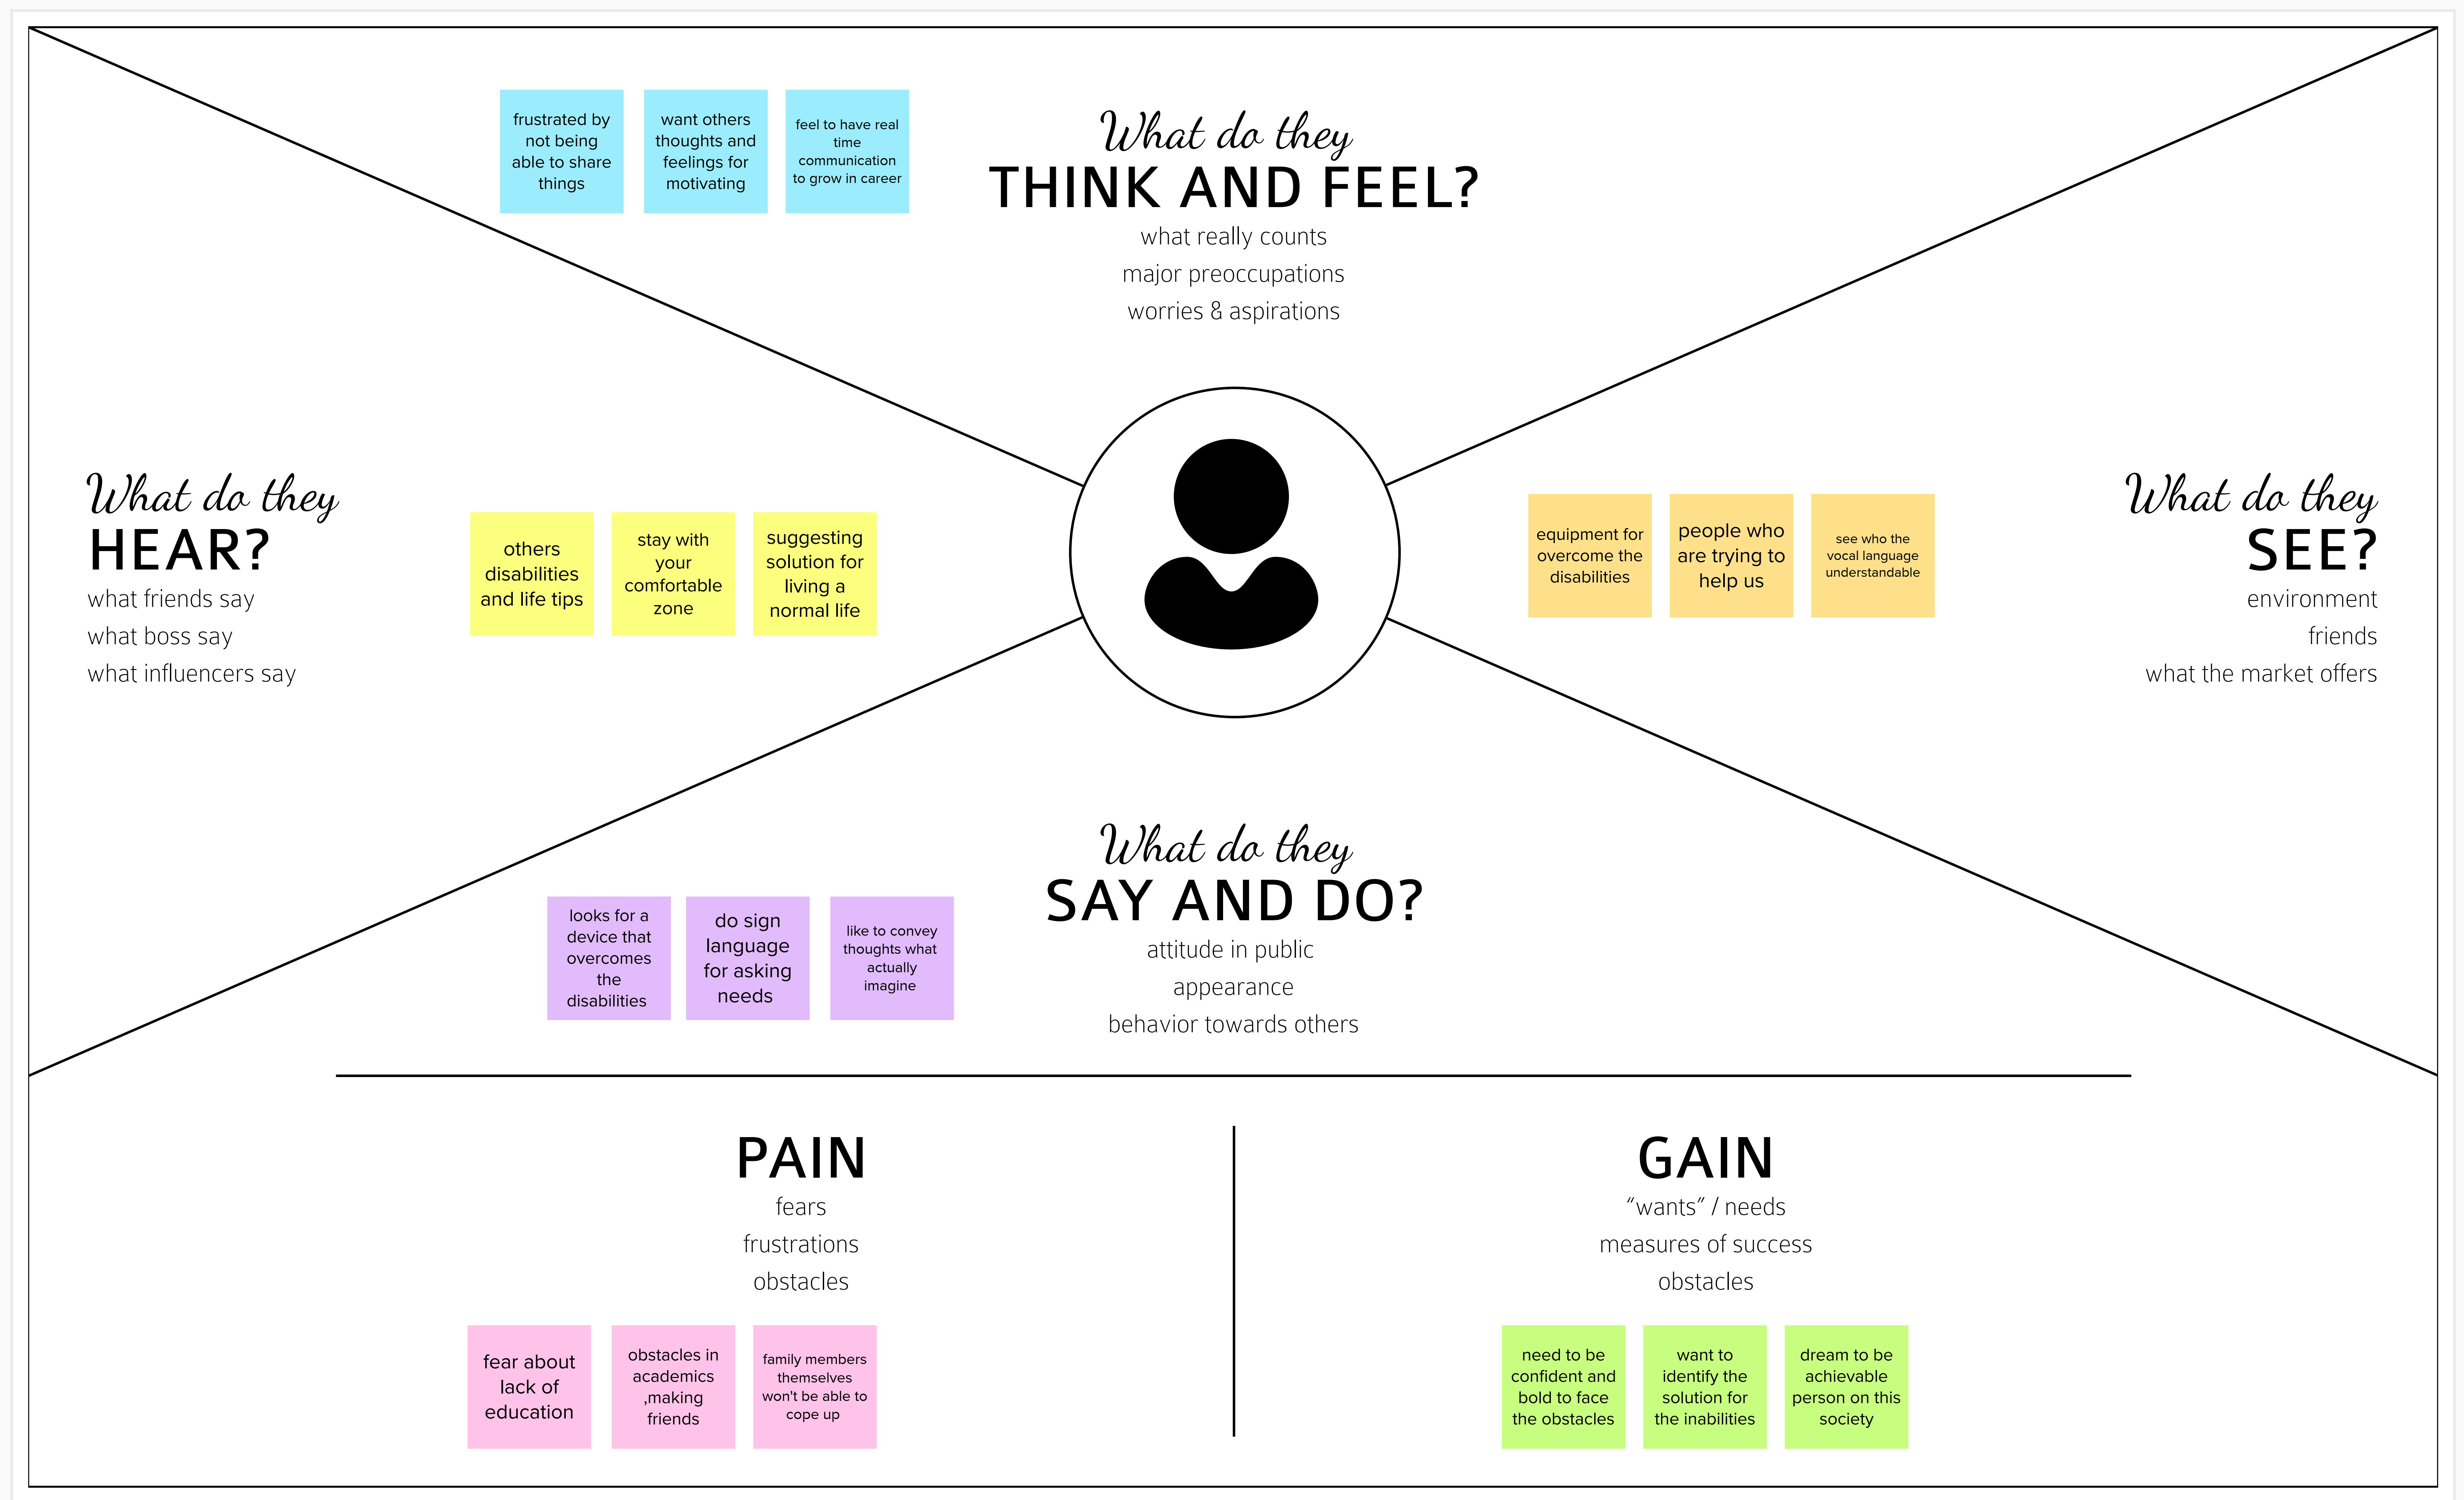 frustrated by
not being
able to share
things
want others
thoughts and
feelings for
motivating
feel to have real
time
communication
to grow in career
What do they
THINK AND FEEL?
what really counts
major preoccupations
worries & aspirations
What do they
HEAR?
what friends say
what boss say
what influencers say
others
disabilities
and life tips
stay with
your
comfortable
zone
suggesting
solution for
living a
normal life
equipment for
overcome the
disabilities
people who
are trying to
help us
see who the
vocal language
understandable
What do they
SEE?
environment
friends
what the market offers
What do they
SAY AND DO?
attitude in public
appearance
behavior towards others
looks for a
device that
overcomes
the
disabilities
do sign
language
for asking
needs
like to convey
thoughts what
actually
imagine
PAIN
fears
frustrations
obstacles
fear about
lack of
education
obstacles in
academics
,making
friends
family members
themselves
won't be able to
cope up
GAIN
“wants” / needs
measures of success
obstacles
need to be
confident and
bold to face
the obstacles
want to
identify the
solution for
the inabilities
dream to be
achievable
person on this
society